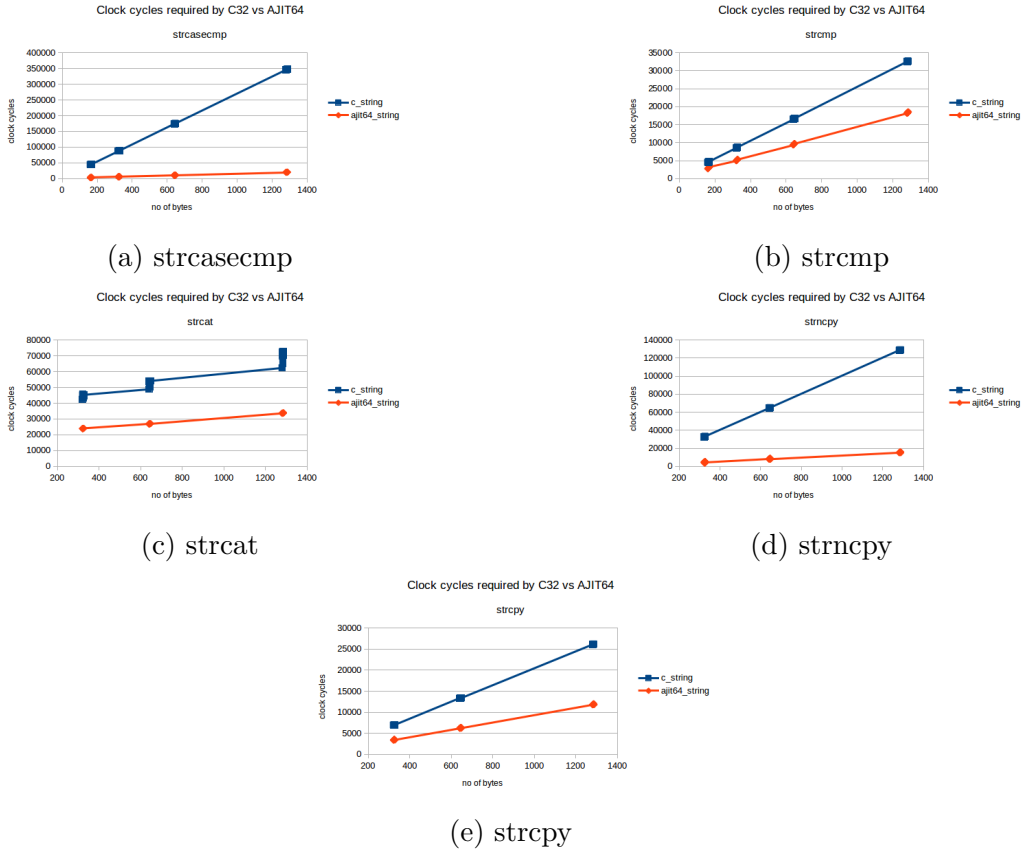 Clock cycles required by C32 vs AJIT64
strcasecmp
400000
350000
300000
250000
200000
150000
100000
50000
0
clock cycles
0 200 400 600 800 1000 1200 1400
no of bytes
c_string
ajit64_string
(a) strcasecmp
Clock cycles required by C32 vs AJIT64
strcmp
35000
30000
25000
20000
15000
10000
5000
0
clock cycles
0 200 400 600 800 1000 1200 1400
no of bytes
c_string
ajit64_string
(b) strcmp
Clock cycles required by C32 vs AJIT64
strcat
80000
70000
60000
50000
40000
30000
20000
10000
0
clock cycles
200 400 600 800 1000 1200 1400
no of bytes
c_string
ajit64_string
(c) strcat
Clock cycles required by C32 vs AJIT64
strncpy
140000
120000
100000
80000
60000
40000
20000
0
clock cycles
200 400 600 800 1000 1200 1400
no of bytes
c_string
ajit64_string
(d) strncpy
Clock cycles required by C32 vs AJIT64
strcpy
30000
25000
20000
15000
10000
5000
0
clock cycles
200 400 600 800 1000 1200 1400
no of bytes
c_string
ajit64_string
(e) strcpy